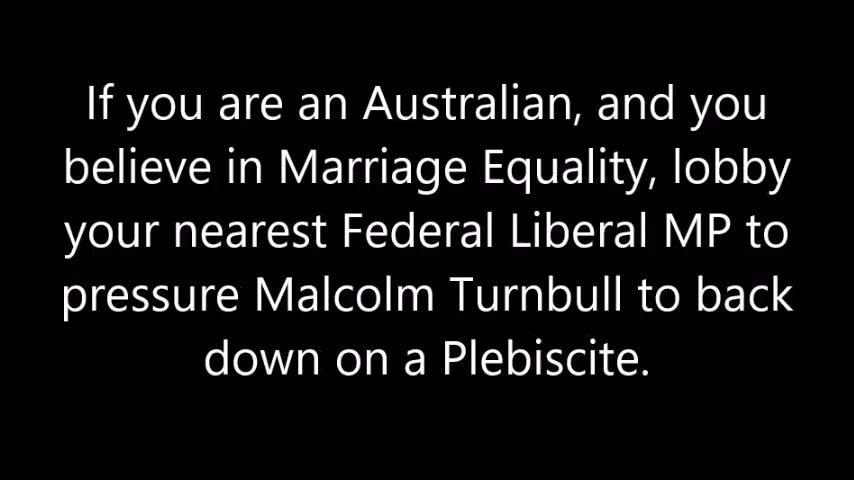 If you are an Australian, and you
believe in Marriage Equality, lobby
your nearest Federal Liberal MP to
pressure Malcolm Turnbull to back
down on a Plebiscite.